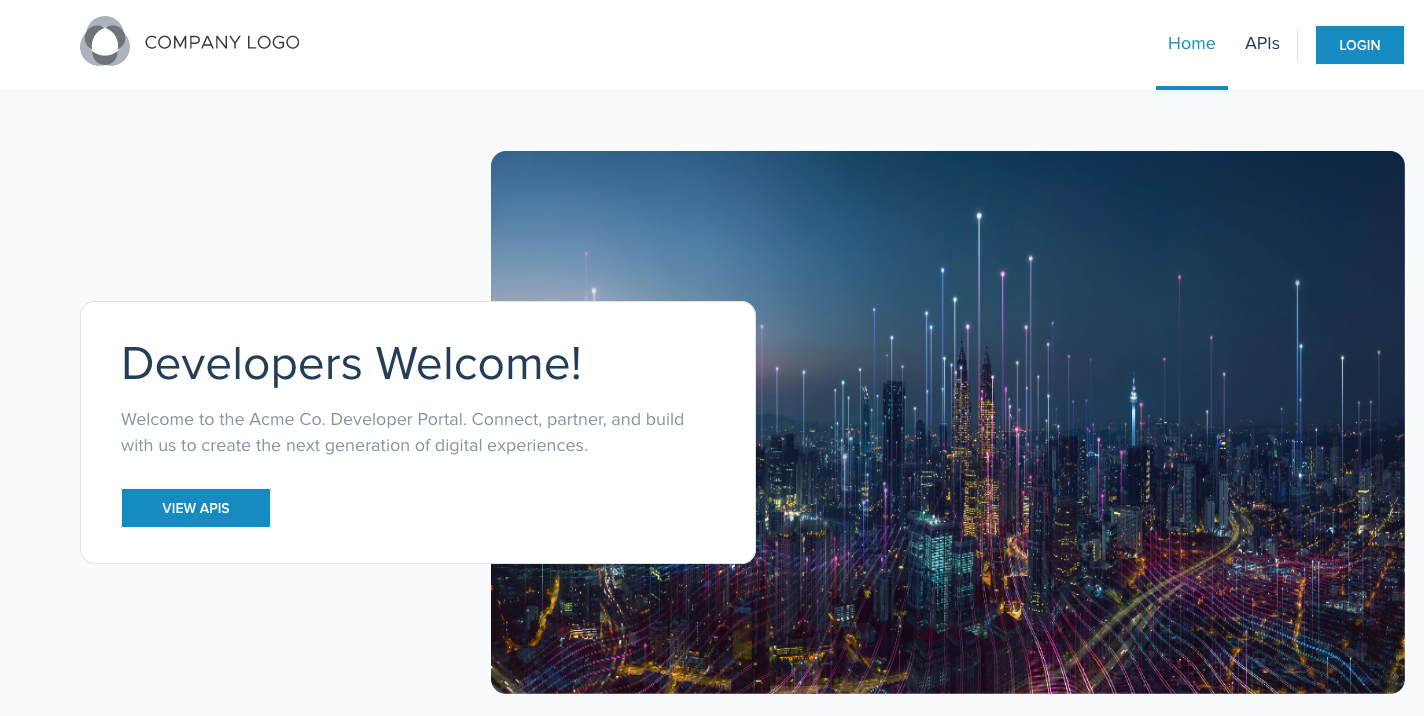 COMPANY LOGO
Home
APIs
LOGIN
Developers Welcome!
Welcome to the Acme Co. Developer Portal. Connect, partner, and build
with us to create the next generation of digital experiences.
VIEW APIS